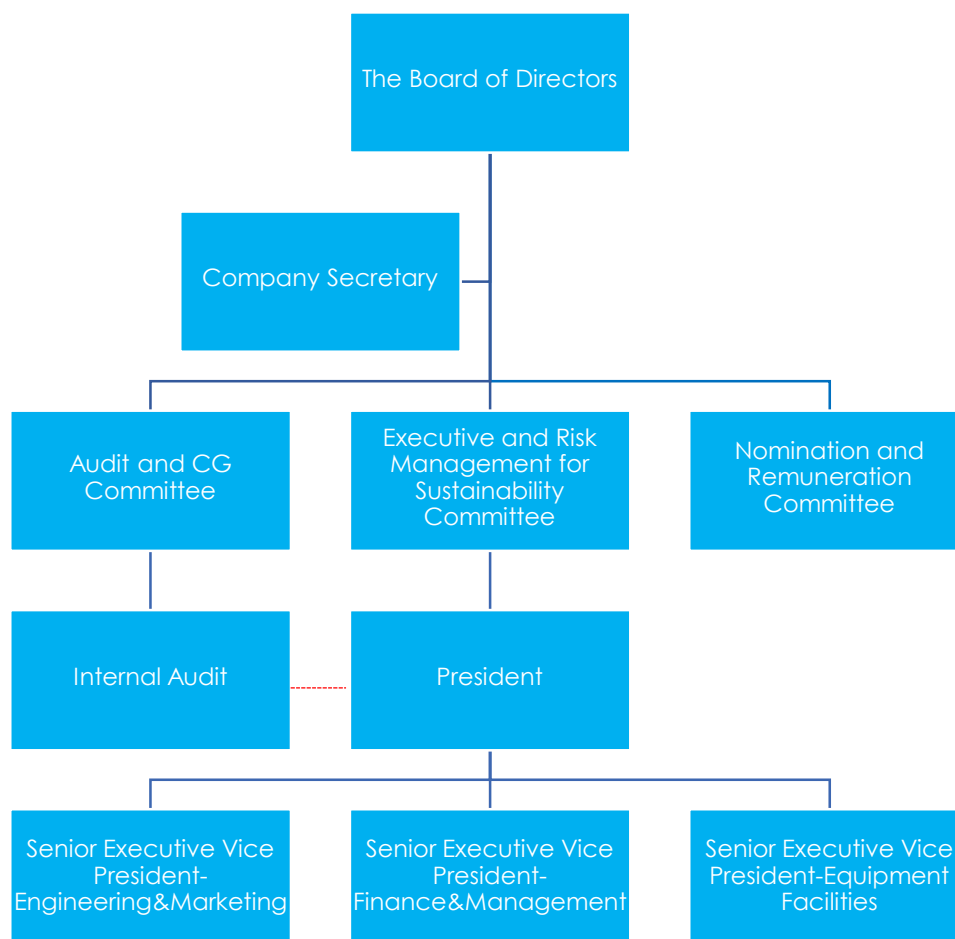 The Board of Directors
Company Secretary
Audit and CG
Committee
Executive and Risk
Management for
Sustainability
Committee
Nomination and
Remuneration
Committee
Internal Audit
President
Senior Executive Vice
President-
Engineering&Marketing
Senior Executive Vice
President-
Finance&Management
Senior Executive Vice
President-Equipment
Facilities